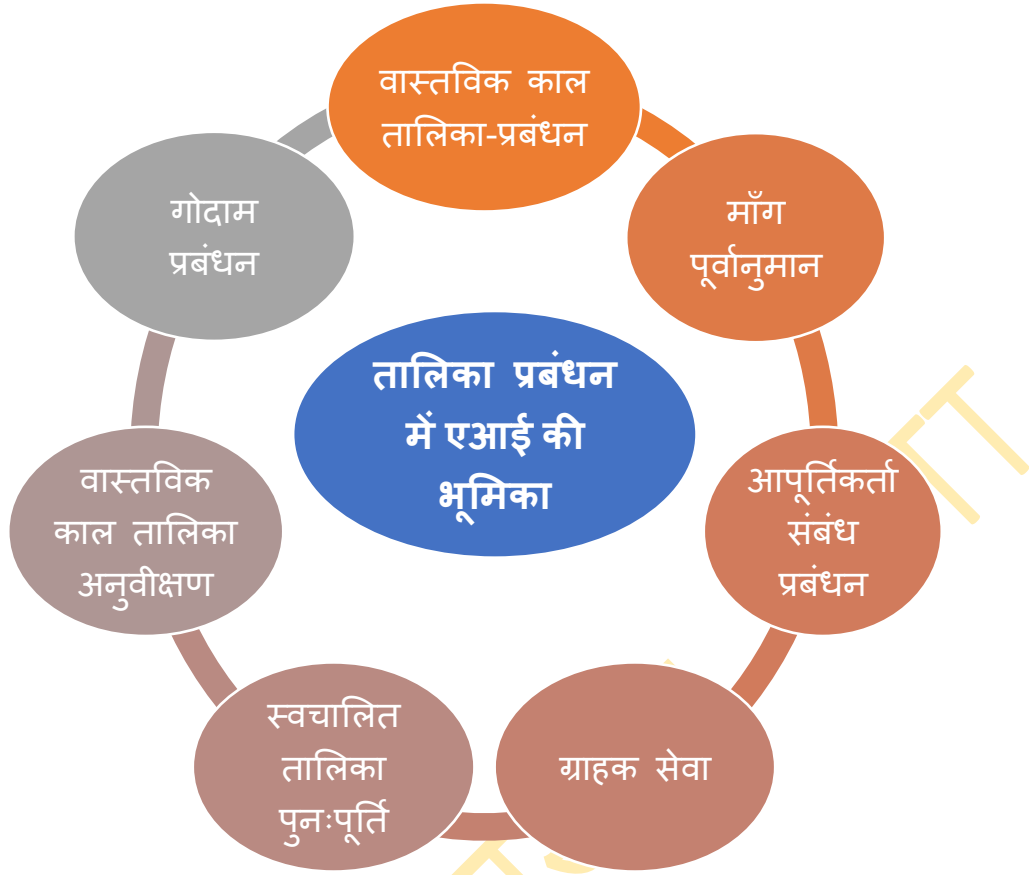 वास्तविक काल
तालिका-प्रबंधन
माँग
पूर्वानुमान
आपूर्तिकर्ता
संबंध
प्रबंधन
ग्राहक सेवा
स्वचालित
तालिका
पुनःपूर्ति
वास्तविक
काल तालिका
अनुवीक्षण
गोदाम
प्रबंधन
तालिका प्रबंधन
में एआई की
भूमिका